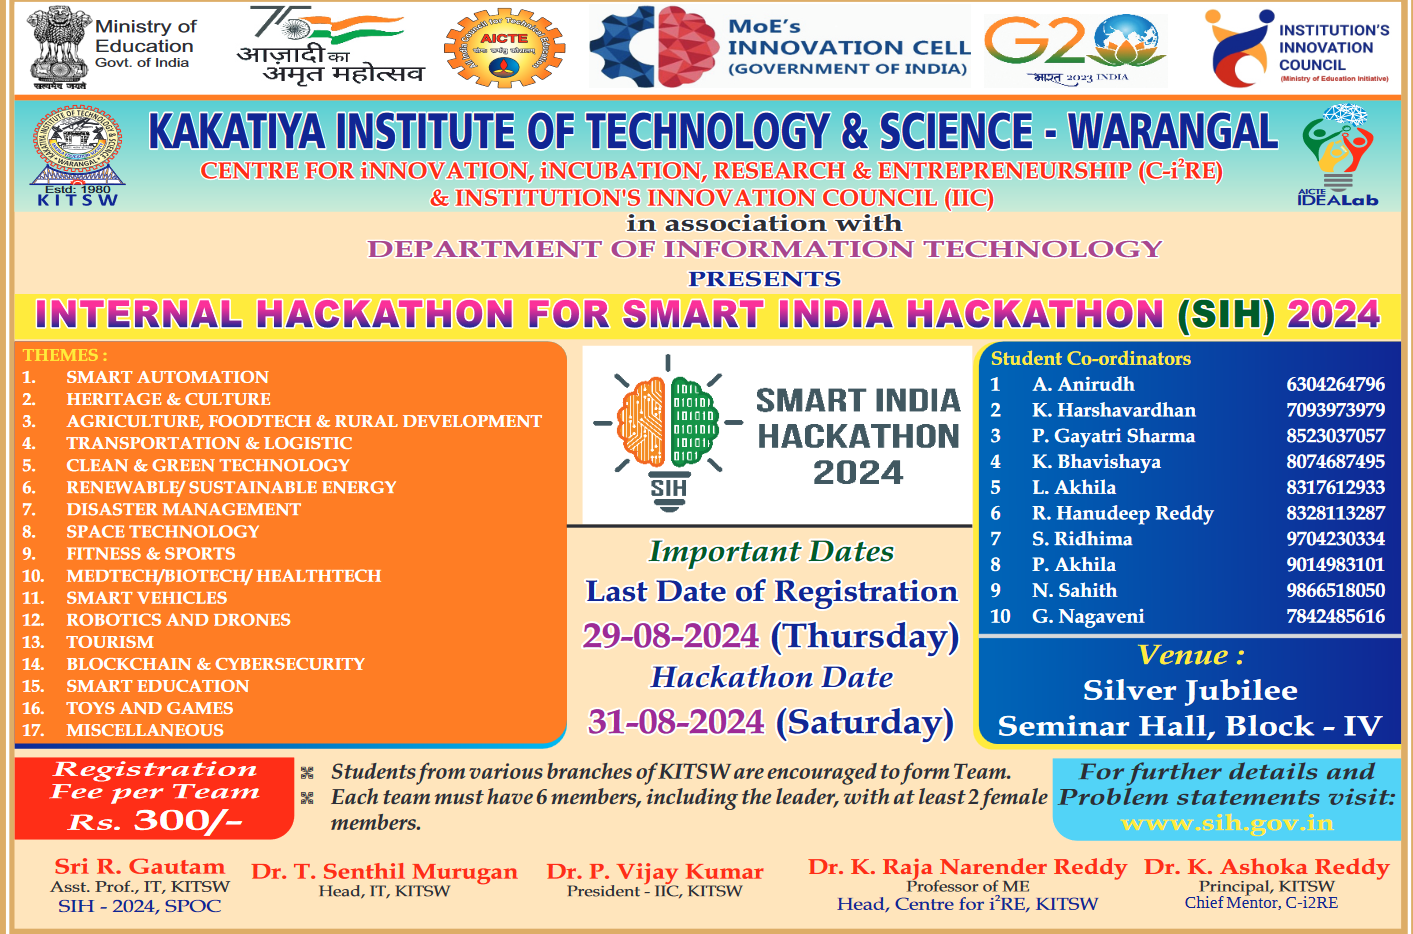 Ministry of
Education
Govt. of India
सत्यमेव जयते
आज़ादी का
अमृत महोत्सव
All India Council for Technical Education
AICTE
MoE's
INNOVATION CELL
(GOVERNMENT OF INDIA)
G20
भारत 2023 INDIA
INSTITUTION'S
INNOVATION
COUNCIL
(Ministry of Education Initiative)
Estd: 1980
KITSW
KAKATIYA INSTITUTE OF TECHNOLOGY & SCIENCE - WARANGAL
CENTRE FOR iNNOVATION, iNCUBATION, RESEARCH & ENTREPRENEURSHIP (C-i²RE)
& INSTITUTION'S INNOVATION COUNCIL (IIC)
AICTE
IDEALab
in association with
DEPARTMENT OF INFORMATION TECHNOLOGY
PRESENTS
INTERNAL HACKATHON FOR SMART INDIA HACKATHON (SIH) 2024
THEMES :
1. SMART AUTOMATION
2. HERITAGE & CULTURE
3. AGRICULTURE, FOODTECH & RURAL DEVELOPMENT
4. TRANSPORTATION & LOGISTIC
5. CLEAN & GREEN TECHNOLOGY
6. RENEWABLE/ SUSTAINABLE ENERGY
7. DISASTER MANAGEMENT
8. SPACE TECHNOLOGY
9. FITNESS & SPORTS
10. MEDTECH/BIOTECH/ HEALTHTECH
11. SMART VEHICLES
12. ROBOTICS AND DRONES
13. TOURISM
14. BLOCKCHAIN & CYBERSECURITY
15. SMART EDUCATION
16. TOYS AND GAMES
17. MISCELLANEOUS
SIH
SMART INDIA
HACKATHON
2024
Important Dates
Last Date of Registration
29-08-2024 (Thursday)
Hackathon Date
31-08-2024 (Saturday)
Student Co-ordinators
1 A. Anirudh 6304264796
2 K. Harshavardhan 7093973979
3 P. Gayatri Sharma 8523037057
4 K. Bhavishaya 8074687495
5 L. Akhila 8317612933
6 R. Hanudeep Reddy 8328113287
7 S. Ridhima 9704230334
8 P. Akhila 9014983101
9 N. Sahith 9866518050
10 G. Nagaveni 7842485616
Venue :
Silver Jubilee
Seminar Hall, Block - IV
Registration
Fee per Team
Rs. 300/-
Students from various branches of KITSW are encouraged to form Team.
Each team must have 6 members, including the leader, with at least 2 female
members.
For further details and
Problem statements visit:
www.sih.gov.in
Sri R. Gautam
Asst. Prof., IT, KITSW
SIH - 2024, SPOC
Dr. T. Senthil Murugan
Head, IT, KITSW
Dr. P. Vijay Kumar
President - IIC, KITSW
Dr. K. Raja Narender Reddy
Professor of ME
Head, Centre for i²RE, KITSW
Dr. K. Ashoka Reddy
Principal, KITSW
Chief Mentor, C-i2RE